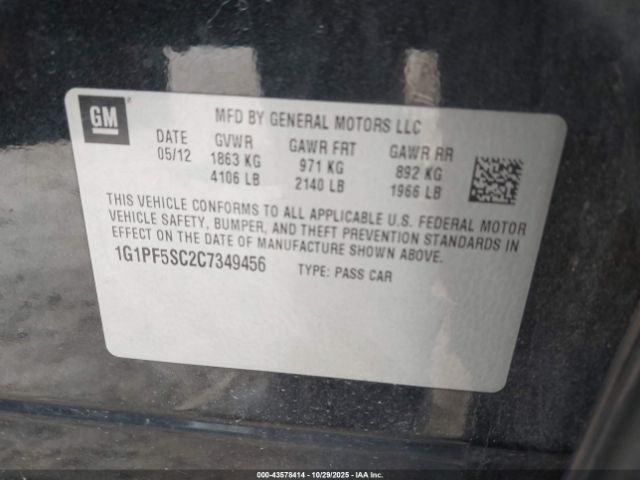 GM
MFD BY GENERAL MOTORS LLC
DATE GVWR GAWR FRT GAWR RR
05/12 1863 KG 971 KG 892 KG
4106 LB 2140 LB 1966 LB
THIS VEHICLE CONFORMS TO ALL APPLICABLE U.S. FEDERAL MOTOR
VEHICLE SAFETY, BUMPER, AND THEFT PREVENTION STANDARDS IN
EFFECT ON THE DATE OF MANUFACTURE SHOWN ABOVE.
1G1PF5SC2C7349456 TYPE: PASS CAR
000-43578414 | 10/29/2025 | IAA Inc.